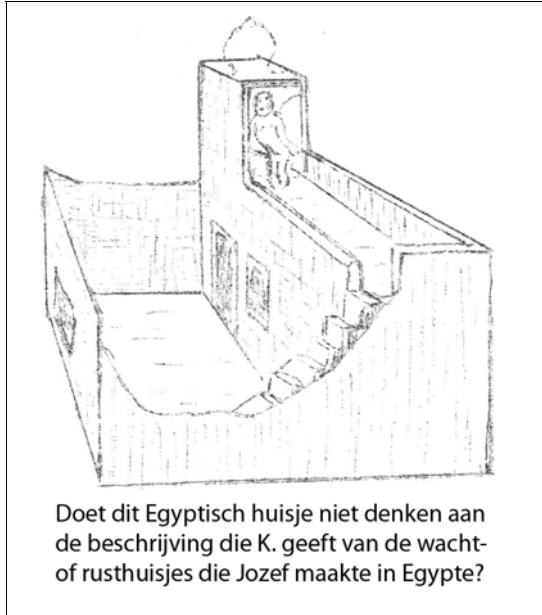 Doet dit Egyptisch huisje niet denken aan
de beschrijving die K. geeft van de wacht-
of rusthuisjes die Jozef maakte in Egypte?